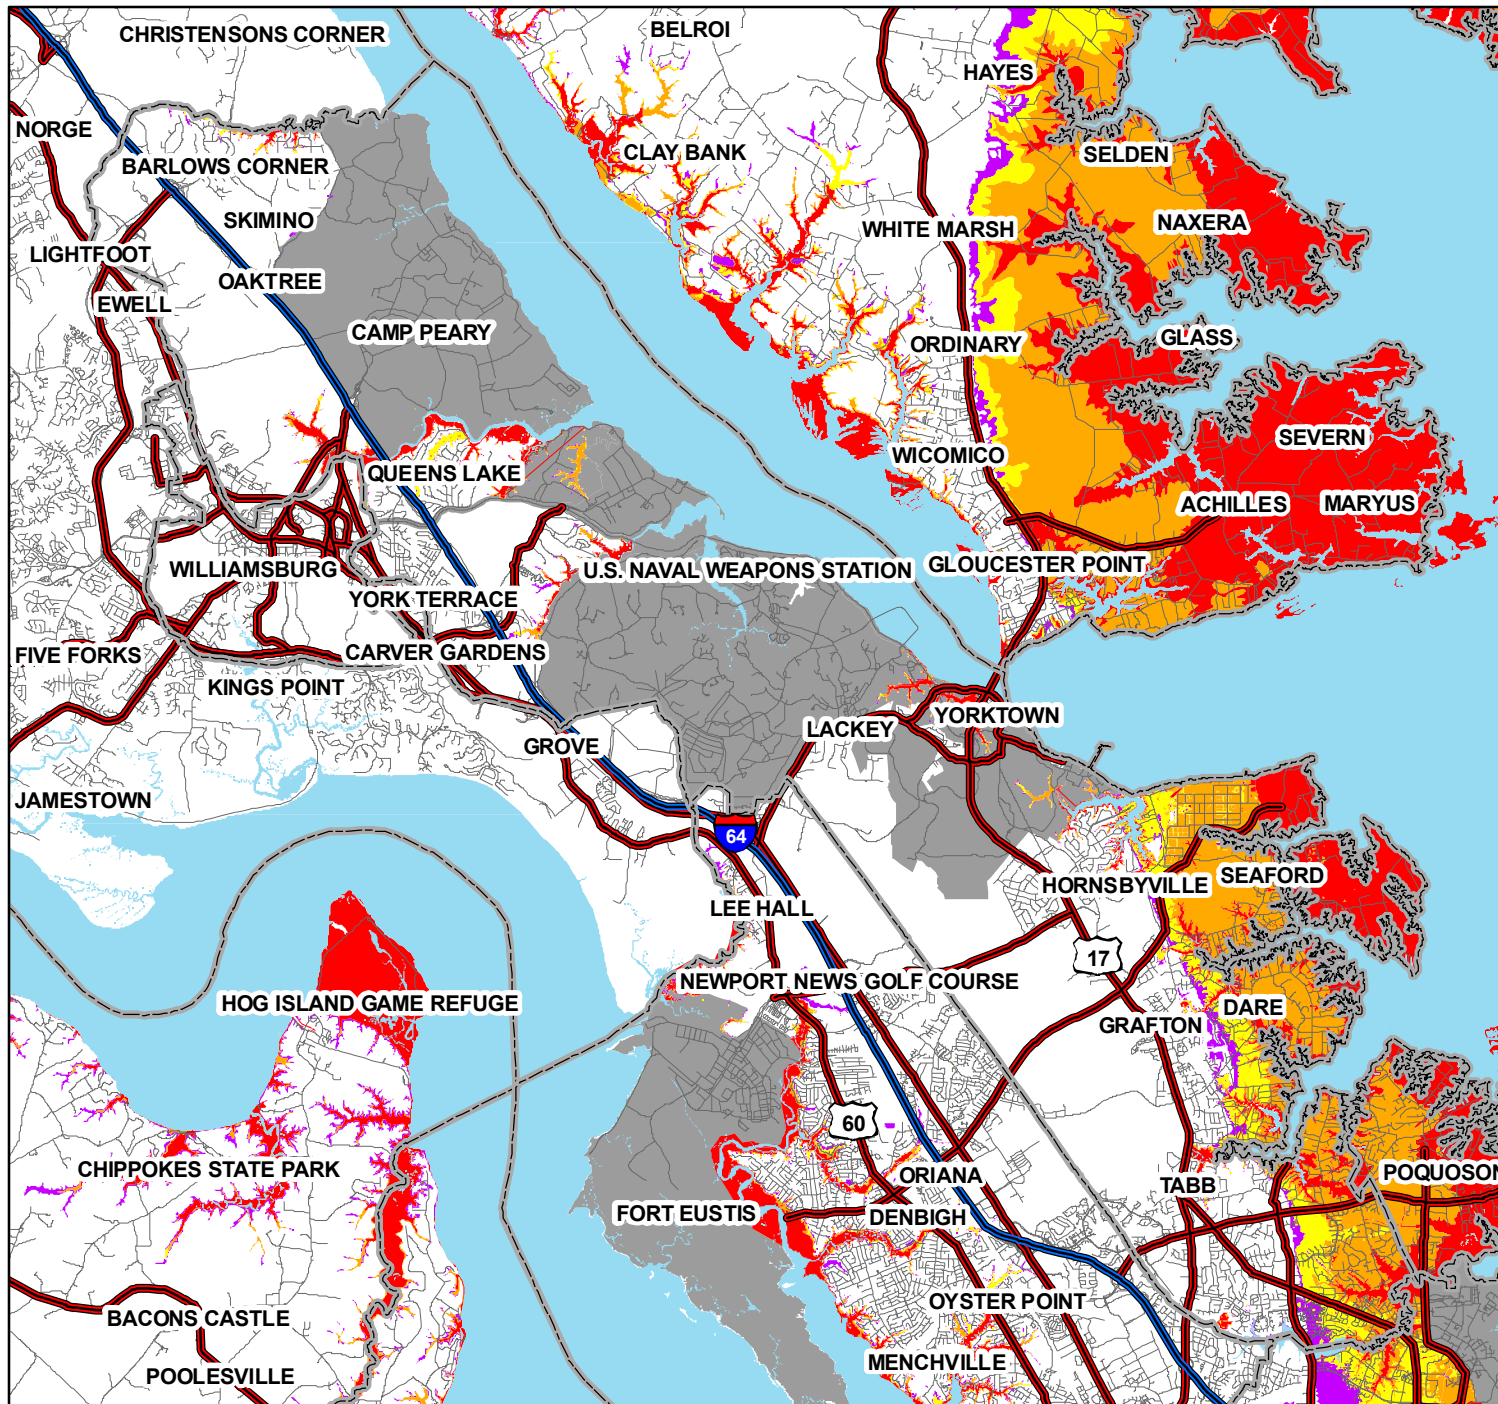 CHRISTENSONS CORNER
BELROI
HAYES
NORGE
CLAY BANK
SELDEN
BARLOWS CORNER
SKIMINO
NAXERA
WHITE MARSH
LIGHTFOOT
OAKTREE
EWELL
CAMP PEARY
GLASS
ORDINARY
SEVERN
WICOMICO
QUEENS LAKE
ACHILLES
MARYUS
WILLIAMSBURG
U.S. NAVAL WEAPONS STATION
GLOUCESTER POINT
YORK TERRACE
FIVE FORKS
CARVER GARDENS
KINGS POINT
YORKTOWN
LACKEY
GROVE
JAMESTOWN
64
SEAFORD
HORNSBYVILLE
LEE HALL
17
NEWPORT NEWS GOLF COURSE
HOG ISLAND GAME REFUGE
DARE
GRAFTON
60
CHIPPOKES STATE PARK
ORIANA
POQUOSON
TABB
FORT EUSTIS
DENBIGH
OYSTER POINT
BACONS CASTLE
MENCHVILLE
POOLESVILLE